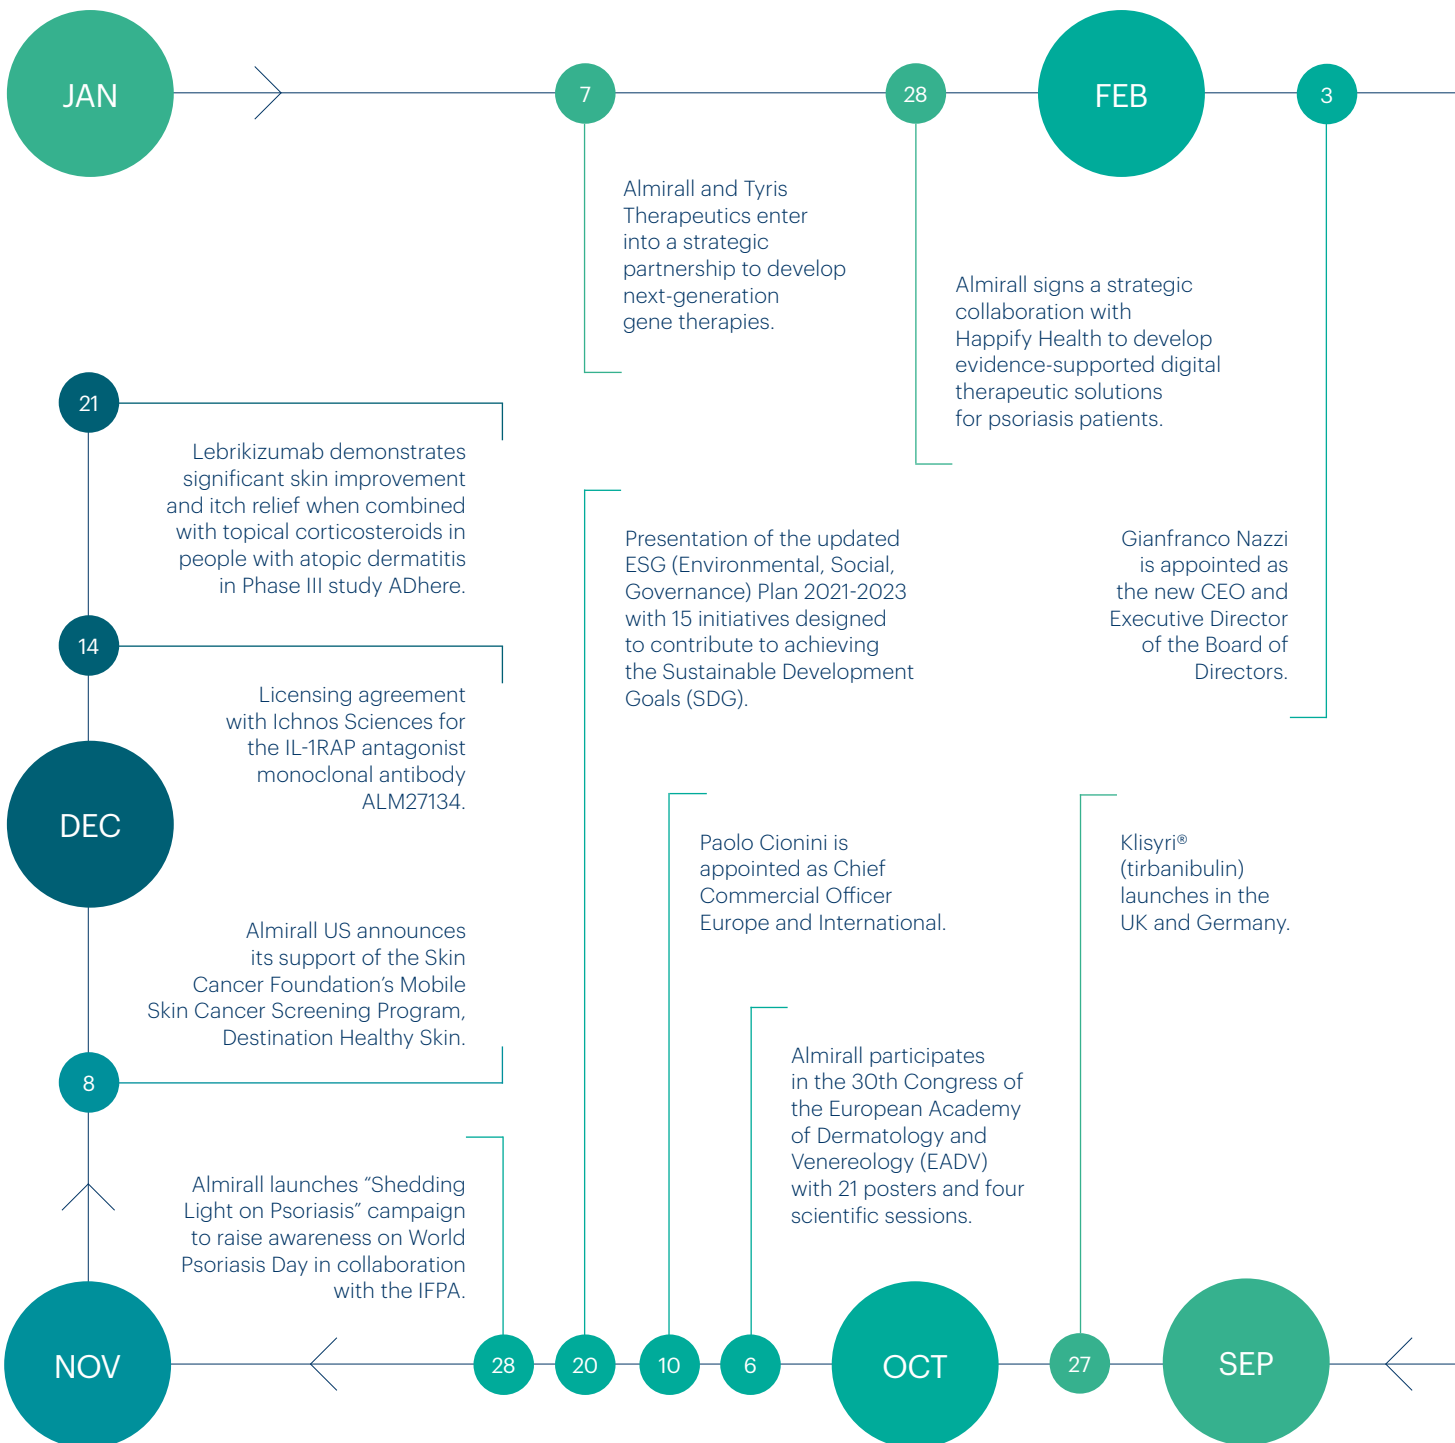 JAN
7
Almirall and Tyris
Therapeutics enter
into a strategic
partnership to develop
next-generation
gene therapies.
28
Almirall signs a strategic
collaboration with
Happify Health to develop
evidence-supported digital
therapeutic solutions
for psoriasis patients.
FEB
3
Gianfranco Nazzi
is appointed as
the new CEO and
Executive Director
of the Board of
Directors.
SEP
27
Klisyri®
(tirbanibulin)
launches in the
UK and Germany.
OCT
6
Almirall participates
in the 30th Congress of
the European Academy
of Dermatology and
Venereology (EADV)
with 21 posters and four
scientific sessions.
10
Paolo Cionini is
appointed as Chief
Commercial Officer
Europe and International.
20
Presentation of the updated
ESG (Environmental, Social,
Governance) Plan 2021-2023
with 15 initiatives designed
to contribute to achieving
the Sustainable Development
Goals (SDG).
28
Almirall launches “Shedding
Light on Psoriasis” campaign
to raise awareness on World
Psoriasis Day in collaboration
with the IFPA.
NOV
8
Almirall US announces
its support of the Skin
Cancer Foundation’s Mobile
Skin Cancer Screening Program,
Destination Healthy Skin.
DEC
14
Licensing agreement
with Ichnos Sciences for
the IL-1RAP antagonist
monoclonal antibody
ALM27134.
21
Lebrikizumab demonstrates
significant skin improvement
and itch relief when combined
with topical corticosteroids in
people with atopic dermatitis
in Phase III study ADhere.